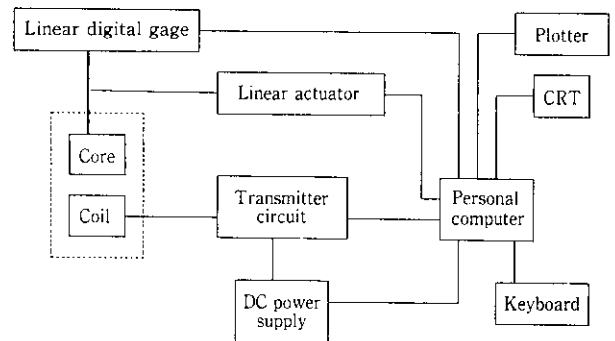 Linear digital gage
Plotter
Linear actuator
CRT
Core
Coil
Transmitter
circuit
Personal
computer
DC power
supply
Keyboard